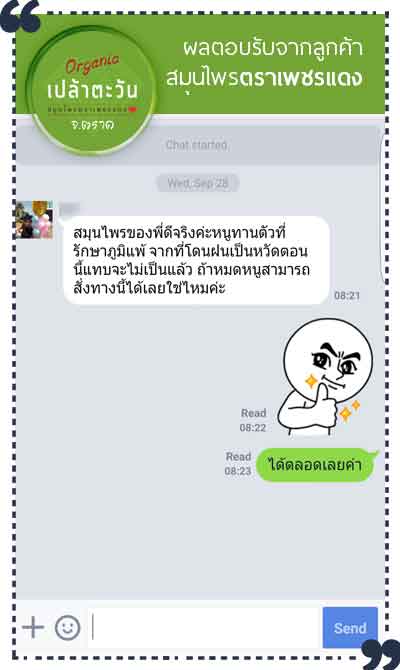 ผลตอบรับจากลูกค้า
สมุนไพรตราเพชรแดง
Organic
เปล้าตะวัน
สมุนไพรตราเพชรแดง
จ.ตราด
Chat started.
Wed, Sep 28
สมุนไพรของพี่ดีจริงค่ะหนูทานตัวที่
รักษาภูมิแพ้ จากที่โดนฝนเป็นหวัดตอน
นี้แทบจะไม่เป็นแล้ว ถ้าหมดหนูสามารถ
สั่งทางนี้ได้เลยใช่ไหมค่ะ
08:21
Read
08:22
Read
08:23
ได้ตลอดเลยค่า
Send